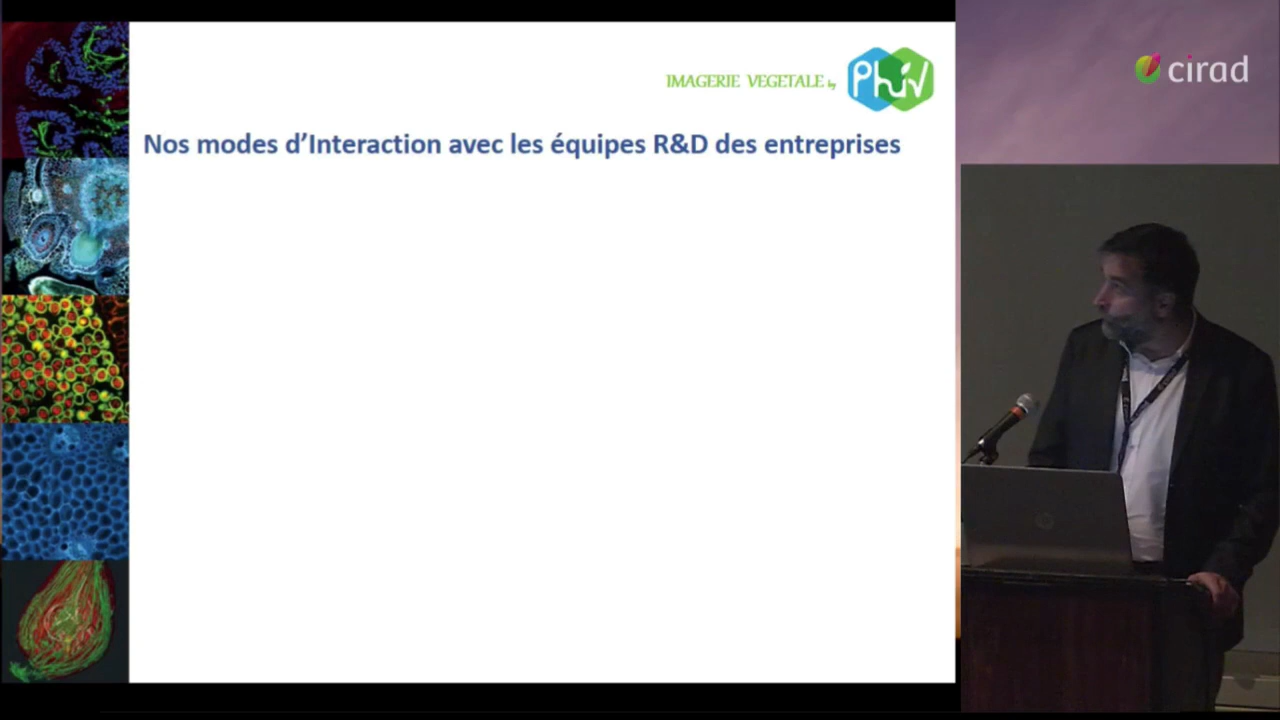 IMAGERIE VEGETALE by PHIV
cirad
Nos modes d'Interaction avec les équipes R&D des entreprises